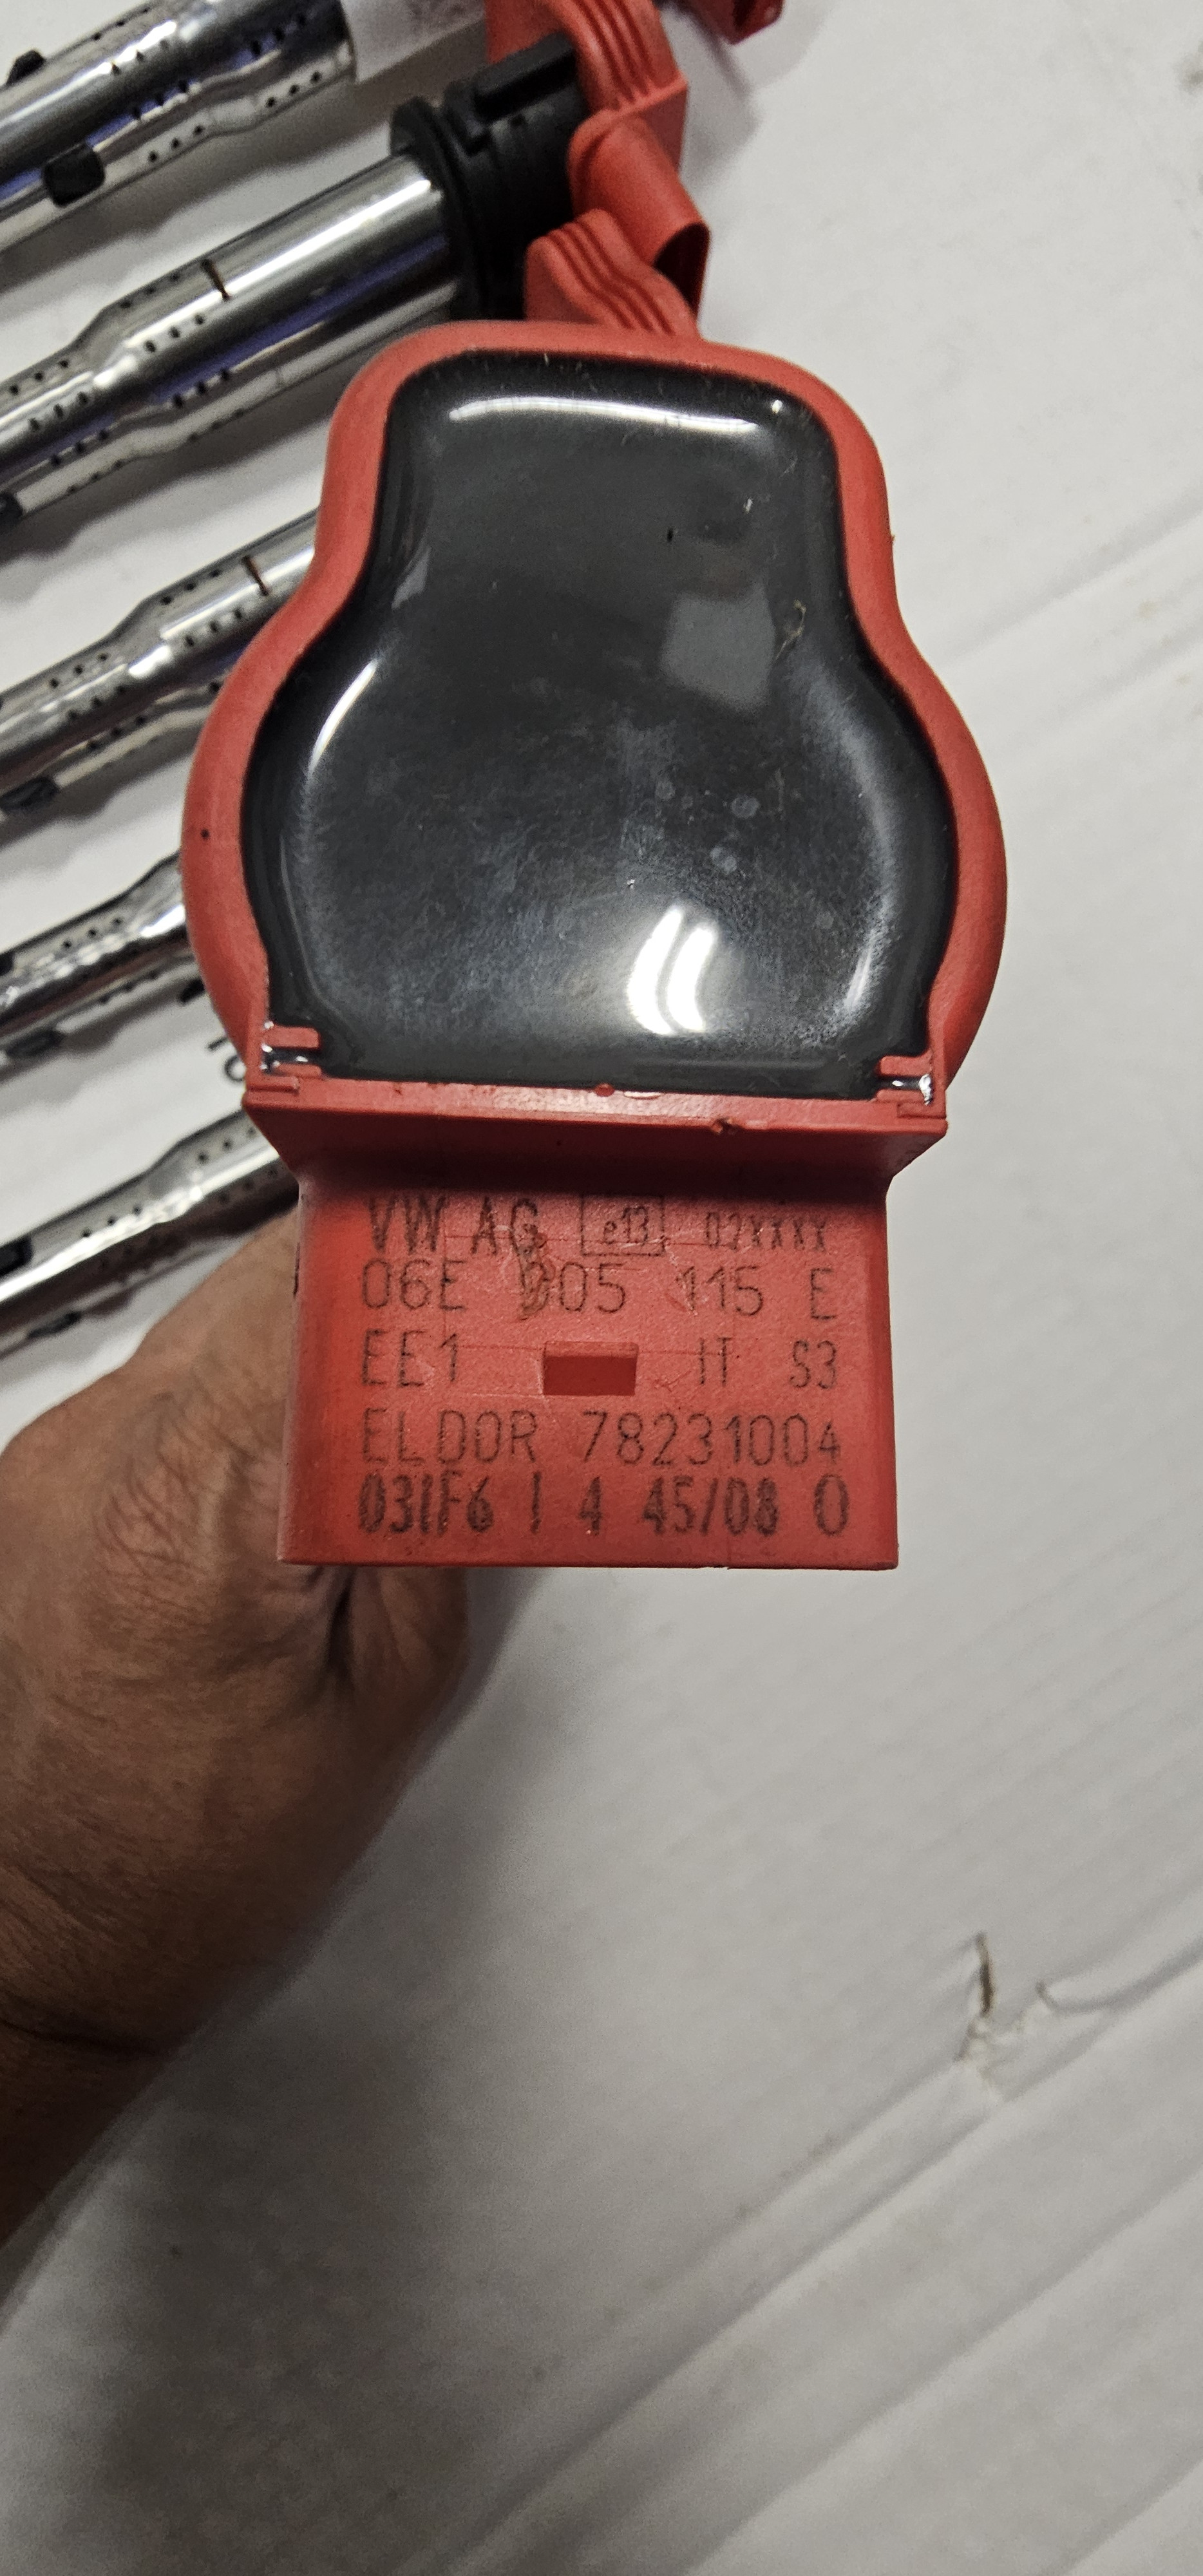 VW AG e13 02XXXX
06E 905 115 E
EE1 IT S3
ELDOR 78231004
031F6 1 4 45/08 0